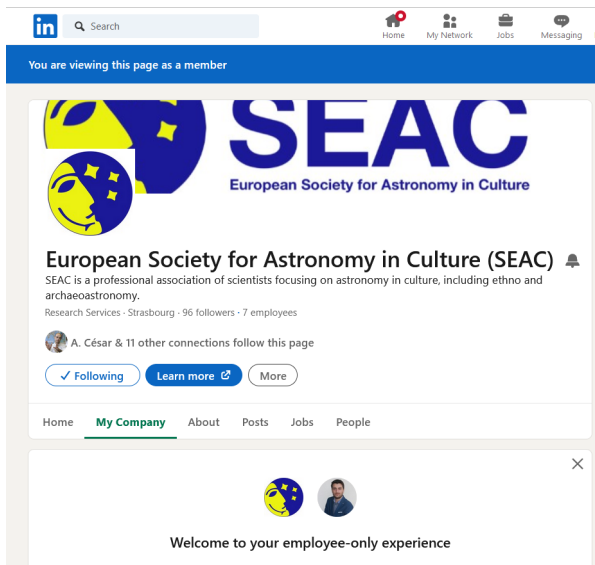 in
Search
Home
My Network
Jobs
Messaging
You are viewing this page as a member
SEAC
European Society for Astronomy in Culture
European Society for Astronomy in Culture (SEAC)
SEAC is a professional association of scientists focusing on astronomy in culture, including ethno and
archaeoastronomy.
Research Services · Strasbourg · 96 followers · 7 employees
A. César & 11 other connections follow this page
Following
Learn more
More
Home
My Company
About
Posts
Jobs
People
Welcome to your employee-only experience